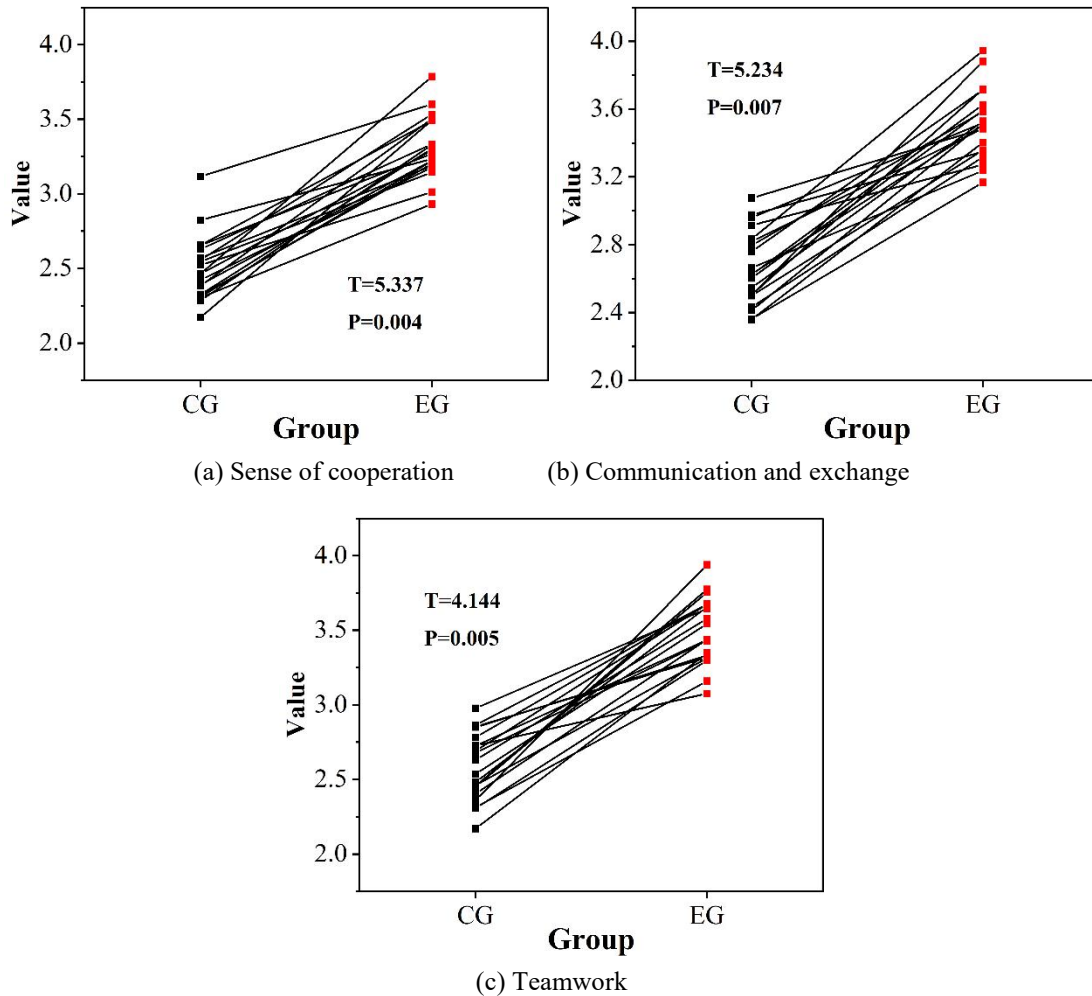 4.0
3.5
3.0
2.5
2.0
Value
T=5.337
P=0.004
CG
EG
Group
4.0
3.6
3.2
2.8
2.4
2.0
Value
T=5.234
P=0.007
CG
EG
Group
(a) Sense of cooperation
(b) Communication and exchange
4.0
3.5
3.0
2.5
2.0
Value
T=4.144
P=0.005
CG
EG
Group
(c) Teamwork